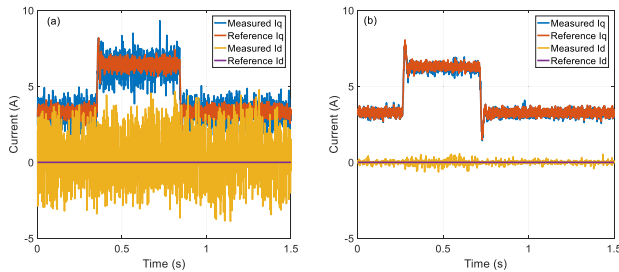 (a)
Measured Iq
Reference Iq
Measured Id
Reference Id
10
5
0
-5
Current (A)
0
0.5
1
1.5
Time (s)
(b)
Measured Iq
Reference Iq
Measured Id
Reference Id
10
5
0
-5
Current (A)
0
0.5
1
1.5
Time (s)